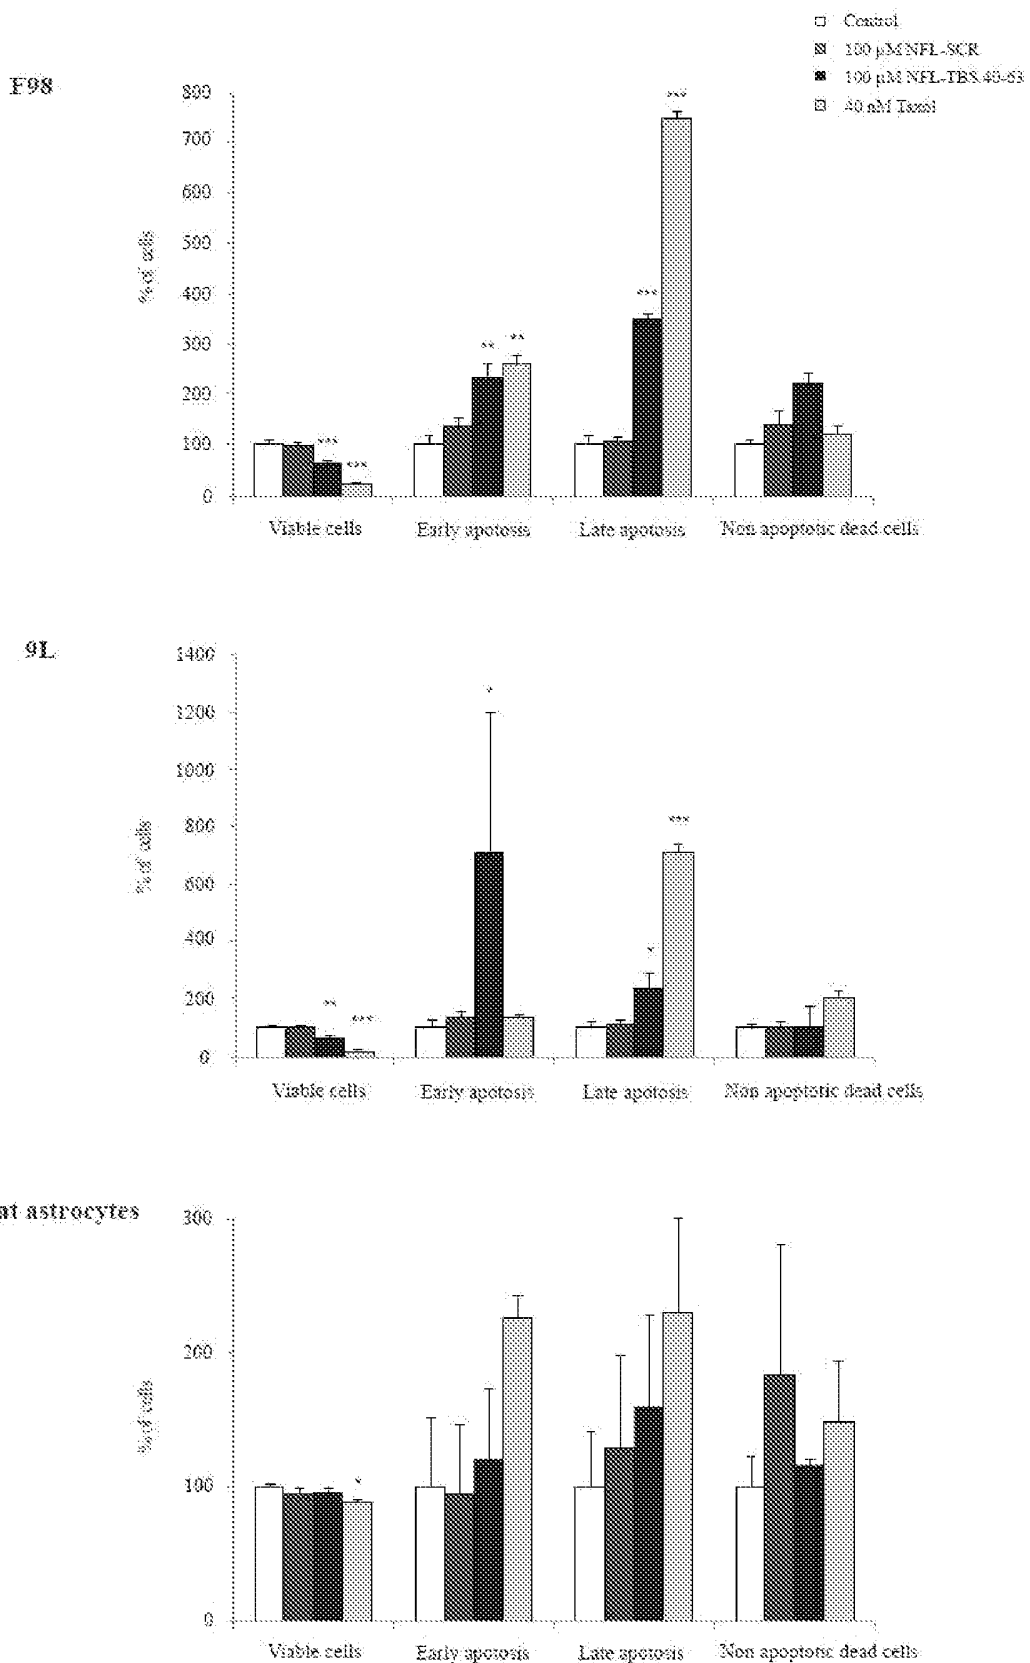 Control
100 µM NFL-SCR
100 µM NFL-TBS.40-63
40 nM Taxol
F98
800
700
600
500
400
300
200
100
0
% of cells
***
***
**
**
***
***
Viable cells
Early apotosis
Late apotosis
Non apoptotic dead cells
9L
1400
1200
1000
800
600
400
200
0
% of cells
**
***
*
*
***
Viable cells
Early apotosis
Late apotosis
Non apoptotic dead cells
at astrocytes
300
200
100
0
% of cells
*
Viable cells
Early apotosis
Late apotosis
Non apoptotic dead cells